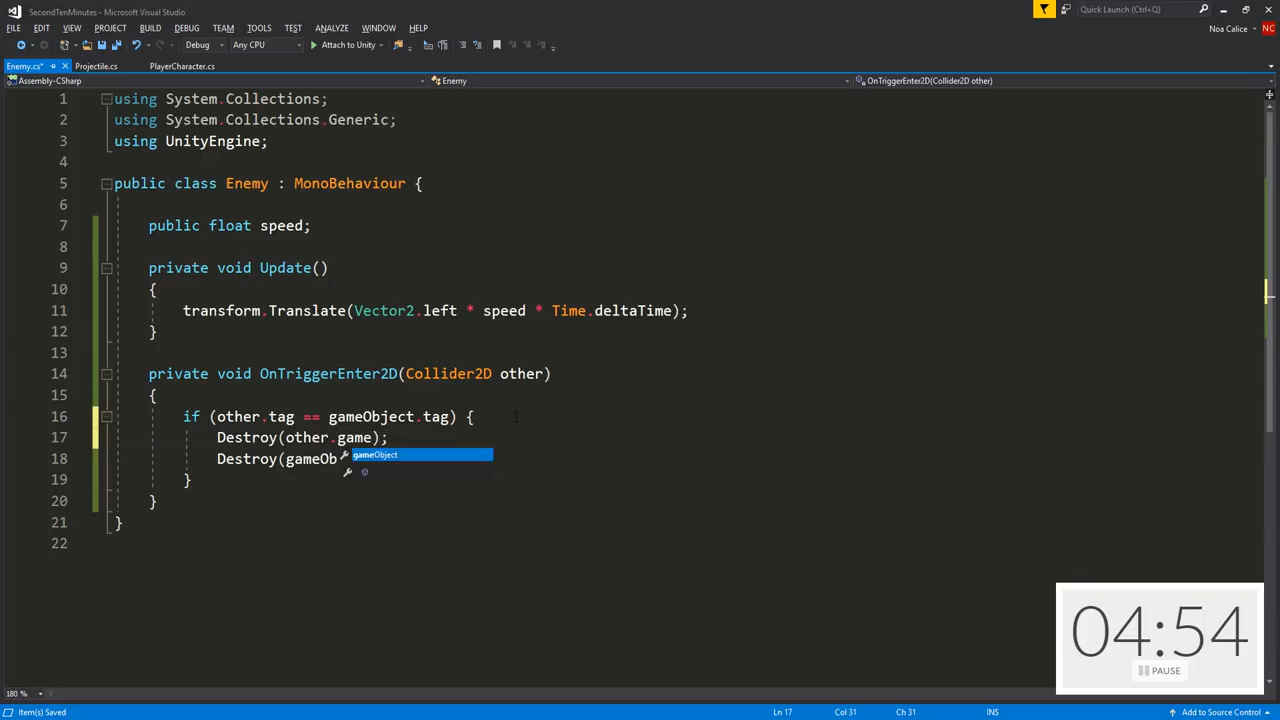 SecondTenMinutes - Microsoft Visual Studio
Quick Launch (Ctrl+Q)
FILE EDIT VIEW PROJECT BUILD DEBUG TEAM TOOLS TEST ANALYZE WINDOW HELP
Noa Calice NC
Debug Any CPU Attach to Unity
Enemy.cs* Projectile.cs PlayerCharacter.cs
Assembly-CSharp Enemy OnTriggerEnter2D(Collider2D other)
1 using System.Collections;
2 using System.Collections.Generic;
3 using UnityEngine;
4
5 public class Enemy : MonoBehaviour {
6
7 public float speed;
8
9 private void Update()
10 {
11 transform.Translate(Vector2.left * speed * Time.deltaTime);
12 }
13
14 private void OnTriggerEnter2D(Collider2D other)
15 {
16 if (other.tag == gameObject.tag) {
17 Destroy(other.game);
gameObject
18 Destroy(gameOb
19 }
20 }
21 }
22
04:54
PAUSE
180 %
Item(s) Saved Ln 17 Col 31 Ch 31 INS Add to Source Control